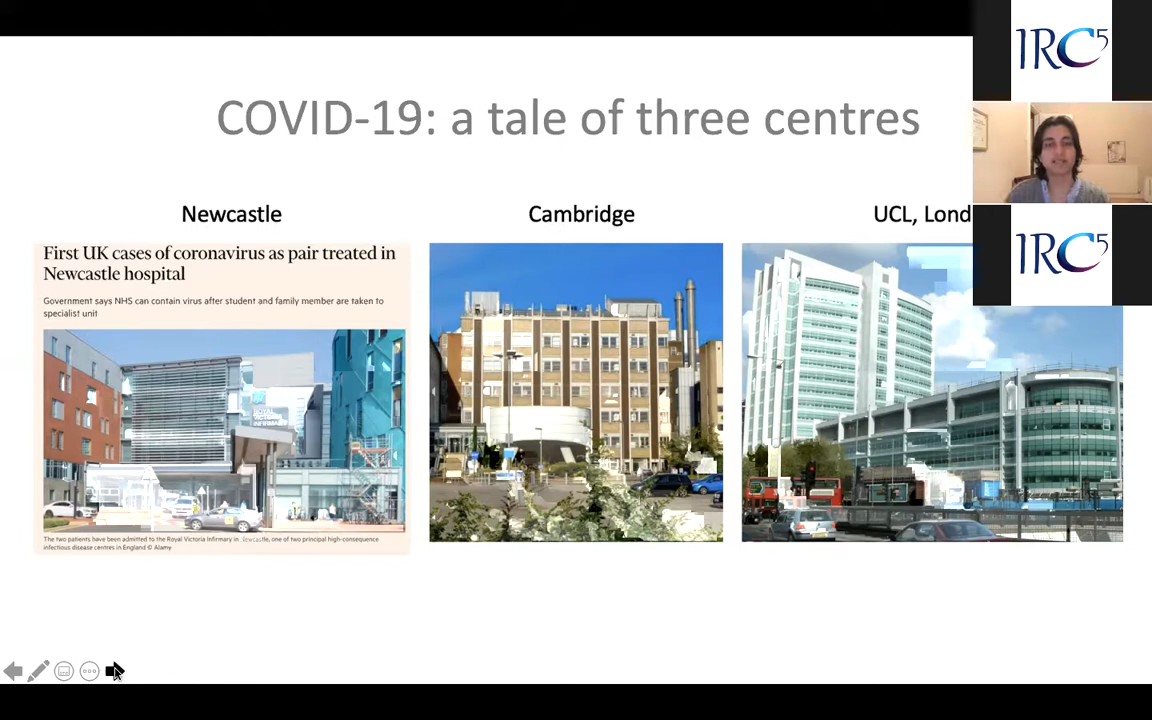 COVID-19: a tale of three centres
IRC5
Newcastle
Cambridge
UCL, Lond
IRC5
First UK cases of coronavirus as pair treated in
Newcastle hospital
Government says NHS can contain virus after student and family member are taken to
specialist unit
ROYAL
VICTORIA
INFIRMARY
The two patients have been admitted to the Royal Victoria Infirmary in Newcastle, one of two principal high-consequence
infectious disease centres in England © Alamy